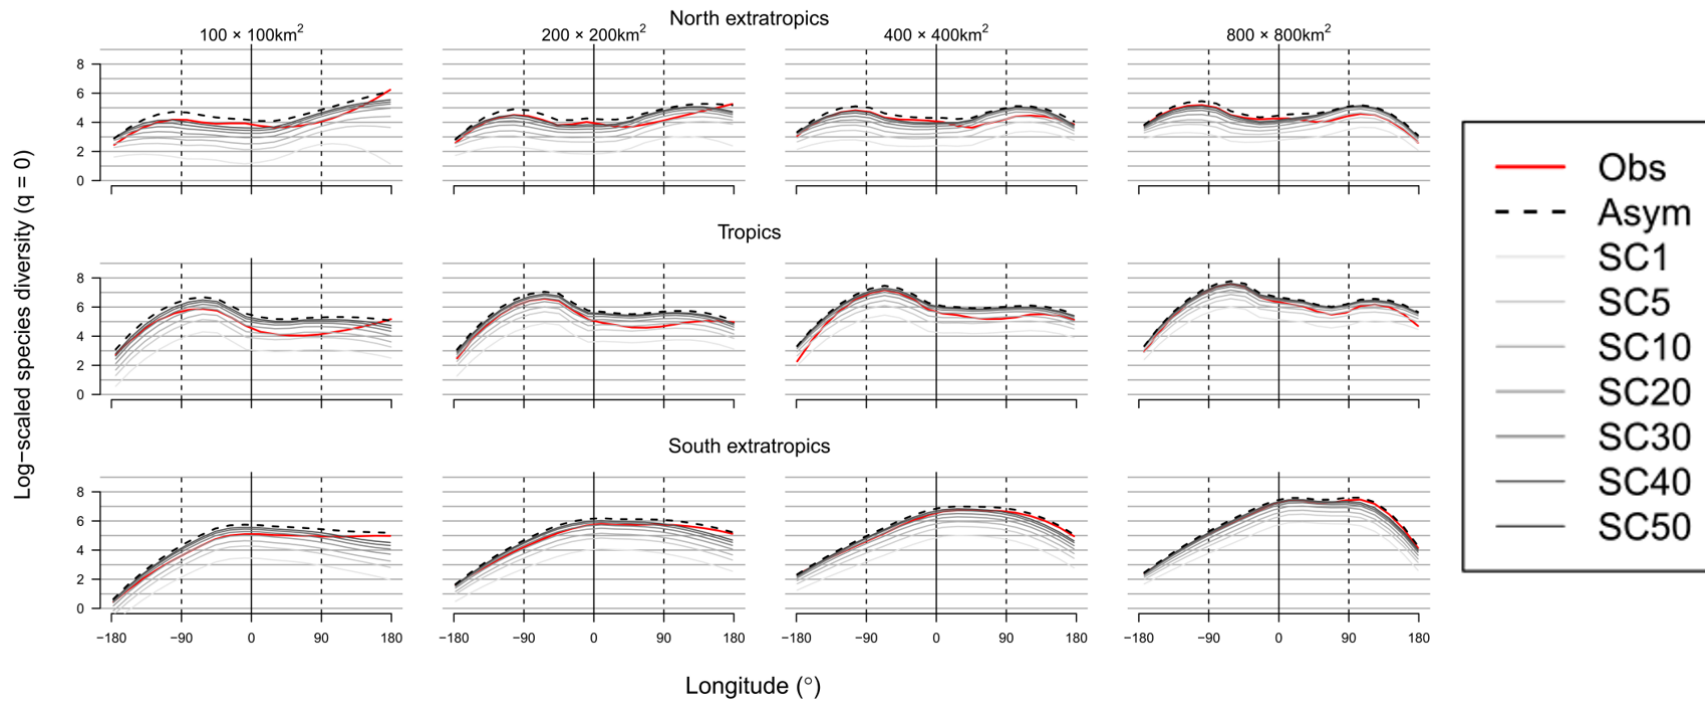 North extratropics
100 × 100km²
200 × 200km²
400 × 400km²
800 × 800km²
8
6
4
2
0
Tropics
8
6
4
2
0
South extratropics
8
6
4
2
0
−180 −90 0 90 180
−180 −90 0 90 180
−180 −90 0 90 180
−180 −90 0 90 180
Log−scaled species diversity (q = 0)
Longitude (°)
Obs
Asym
SC1
SC5
SC10
SC20
SC30
SC40
SC50